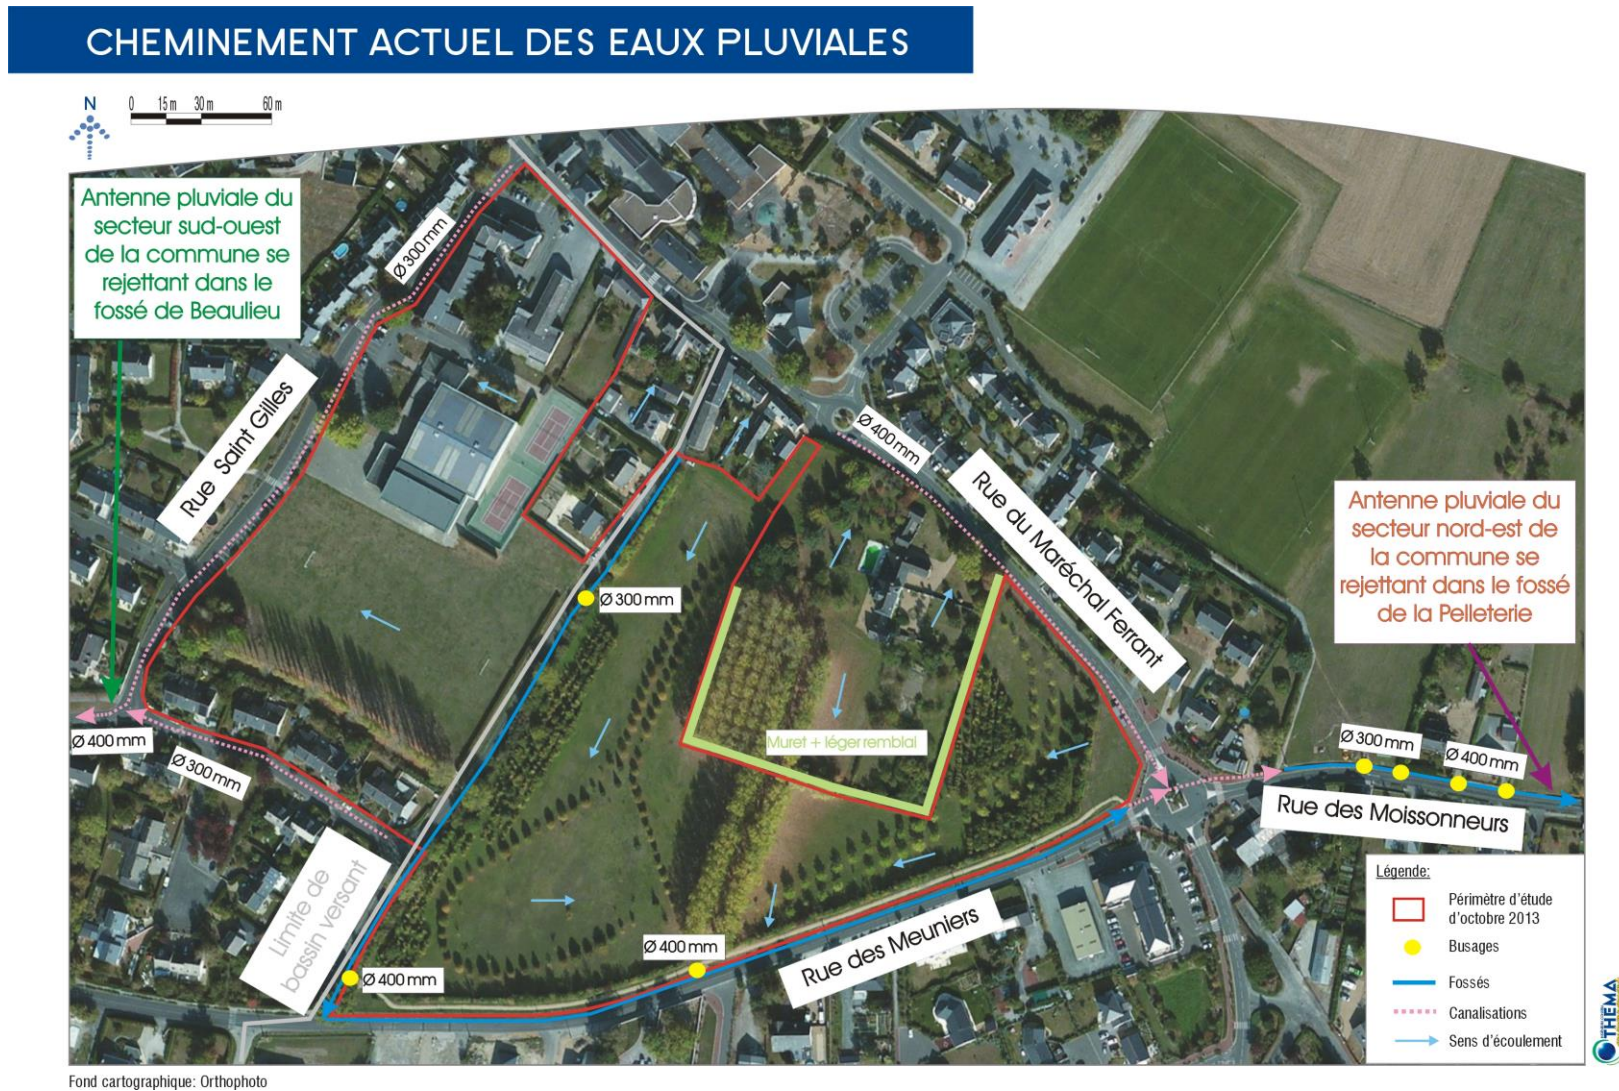 CHEMINEMENT ACTUEL DES EAUX PLUVIALES
N
0 15 m 30 m 60 m
Antenne pluviale du
secteur sud-ouest
de la commune se
rejettant dans le
fossé de Beaulieu
Ø 300 mm
Rue Saint Gilles
Ø 400 mm
Rue du Maréchal Ferrant
Antenne pluviale du
secteur nord-est de
la commune se
rejettant dans le fossé
de la Pelleterie
Ø 300 mm
Muret + léger remblai
Ø 400 mm
Ø 300 mm
Ø 300 mm
Ø 400 mm
Rue des Moissonneurs
Limite de
bassin versant
Ø 400 mm
Ø 400 mm
Rue des Meuniers
Légende:
Périmètre d'étude
d'octobre 2013
Busages
Fossés
Canalisations
Sens d'écoulement
THEMA
Fond cartographique: Orthophoto